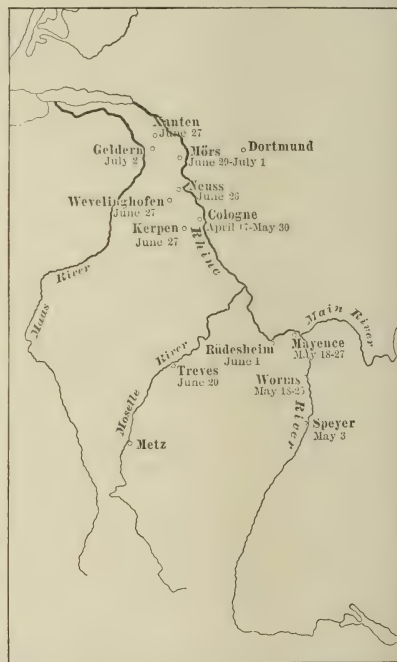 Xanten
June 27
Geldern
July 2
Mörs
June 29-July 1
Dortmund
Neuss
June 26
Wevelinghofen
June 27
Cologne
April 17-May 30
Kerpen
June 27
Rhine
River
Maas
Main River
River
Moselle
Rüdesheim
June 1
Mayence
May 18-27
Treves
June 20
Worms
May 18-25
River
Speyer
May 3
Metz